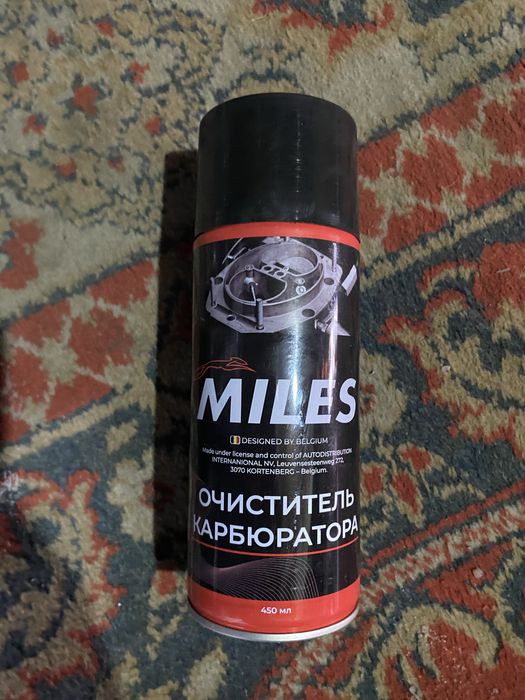 MILES
DESIGNED BY BELGIUM
Made under license and control of AUTODISTRIBUTION
INTERNANIONAL NV, Leuvensesteenweg 272,
3070 KORTENBERG – Belgium.
ОЧИСТИТЕЛЬ
КАРБЮРАТОРА
450 мл